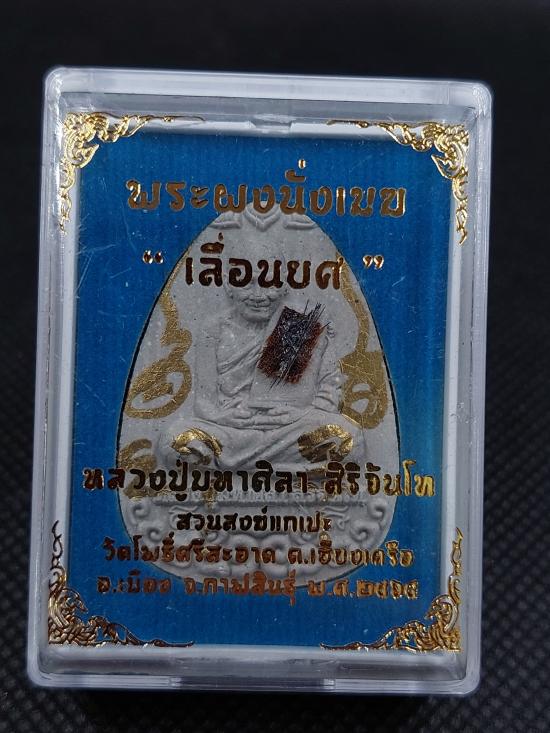 พระผงนั่งเมฆ
“ เลื่อนยศ ”
หลวงปู่มหาศิลา สิริจันโท
สวนสงฆ์แกเปะ
วัดโพธิ์ศรีสะอาด ต.เชียงเครือ
อ.เมือง จ.กาฬสินธุ์ พ.ศ.๒๕๖๕